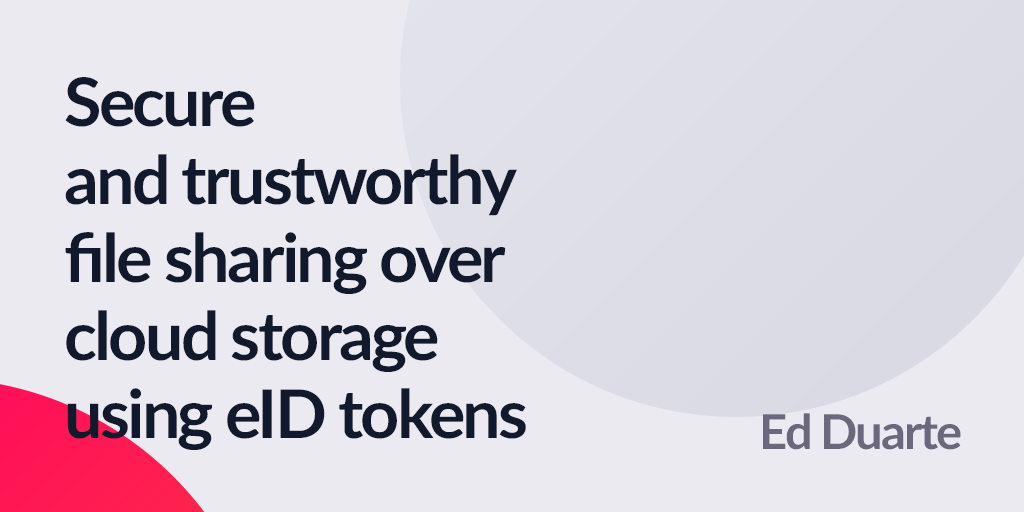 Secure
and trustworthy
file sharing over
cloud storage
using eID tokens
Ed Duarte